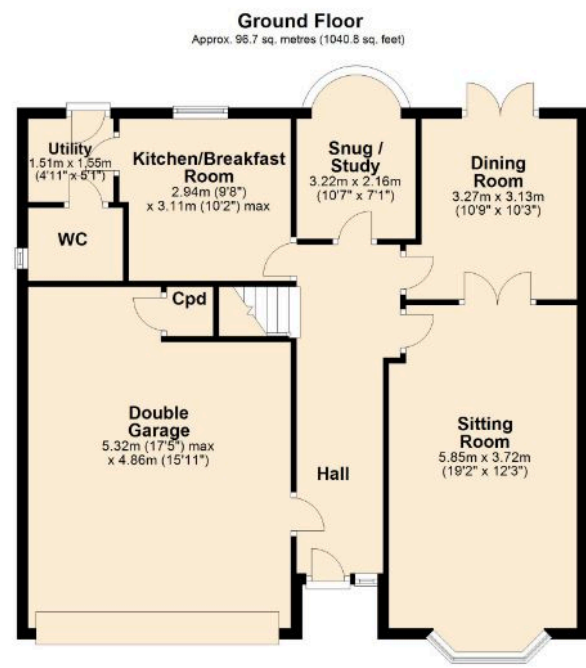 Ground Floor
Approx. 96.7 sq. metres (1040.8 sq. feet)
Utility
1.51m x 1.55m
(4'11" x 5'1")
Kitchen/Breakfast
Room
2.94m (9'8")
x 3.11m (10'2") max
Snug /
Study
3.22m x 2.16m
(10'7" x 7'1")
Dining
Room
3.27m x 3.13m
(10'9" x 10'3")
WC
Cpd
Double
Garage
5.32m (17'5") max
x 4.86m (15'11")
Hall
Sitting
Room
5.85m x 3.72m
(19'2" x 12'3")